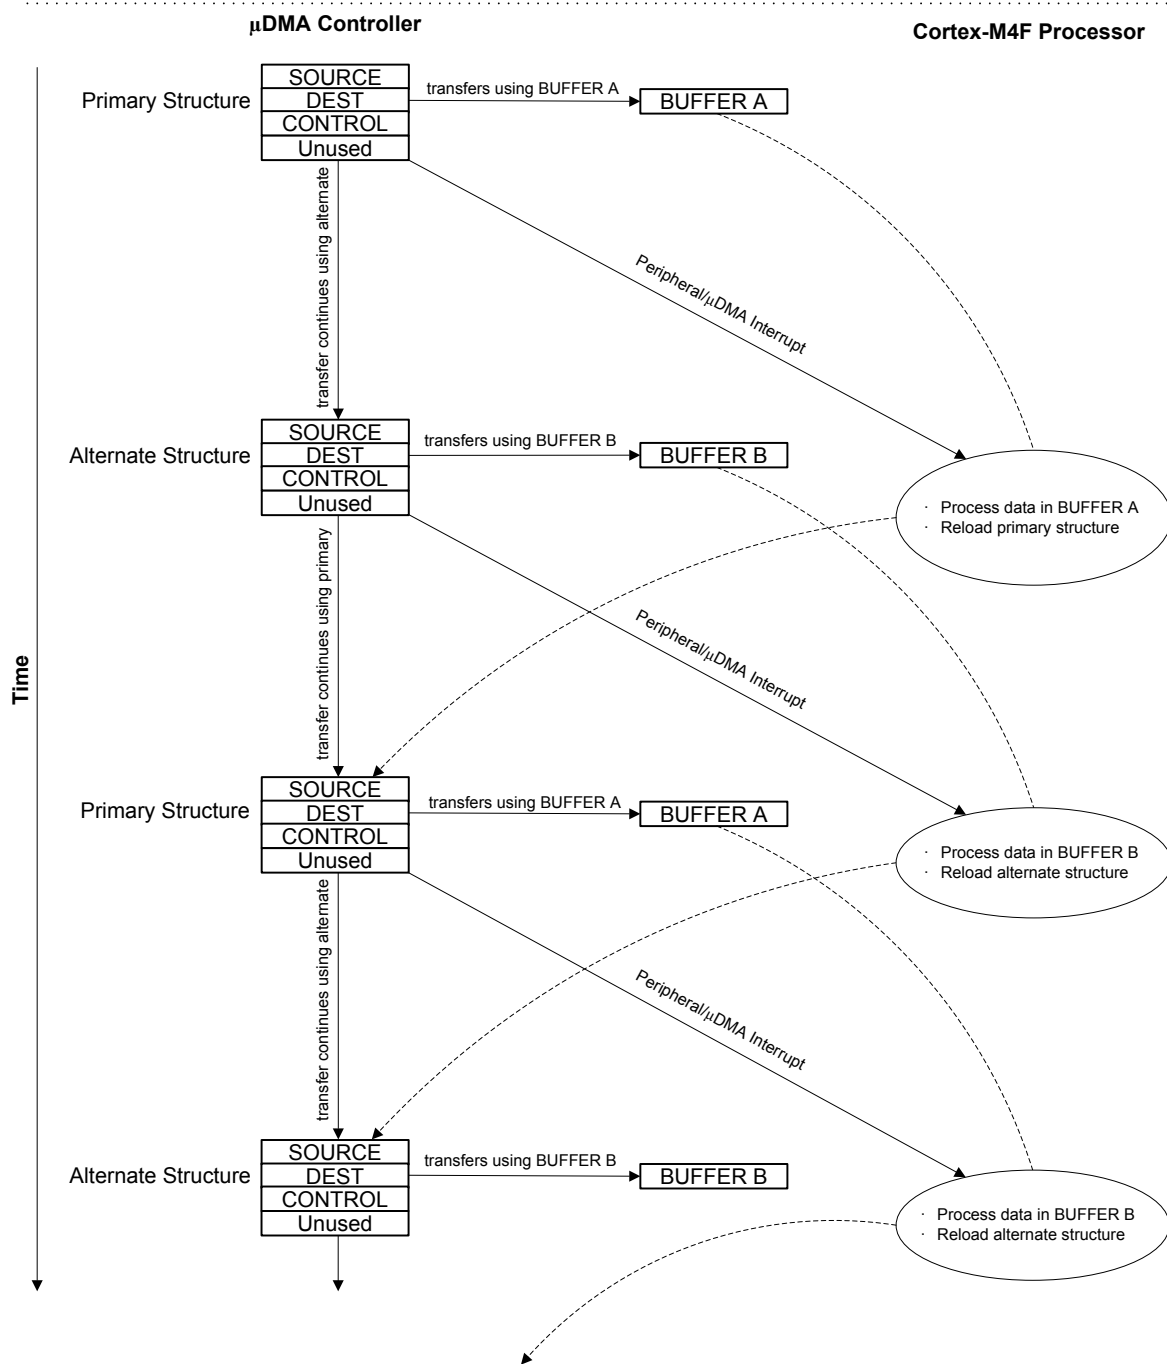 µDMA Controller
Cortex-M4F Processor
Primary Structure
SOURCE
DEST
CONTROL
Unused
transfers using BUFFER A
BUFFER A
transfer continues using alternate
Peripheral/µDMA Interrupt
Alternate Structure
SOURCE
DEST
CONTROL
Unused
transfers using BUFFER B
BUFFER B
· Process data in BUFFER A
· Reload primary structure
transfer continues using primary
Peripheral/µDMA Interrupt
Time
Primary Structure
SOURCE
DEST
CONTROL
Unused
transfers using BUFFER A
BUFFER A
· Process data in BUFFER B
· Reload alternate structure
transfer continues using alternate
Peripheral/µDMA Interrupt
Alternate Structure
SOURCE
DEST
CONTROL
Unused
transfers using BUFFER B
BUFFER B
· Process data in BUFFER B
· Reload alternate structure